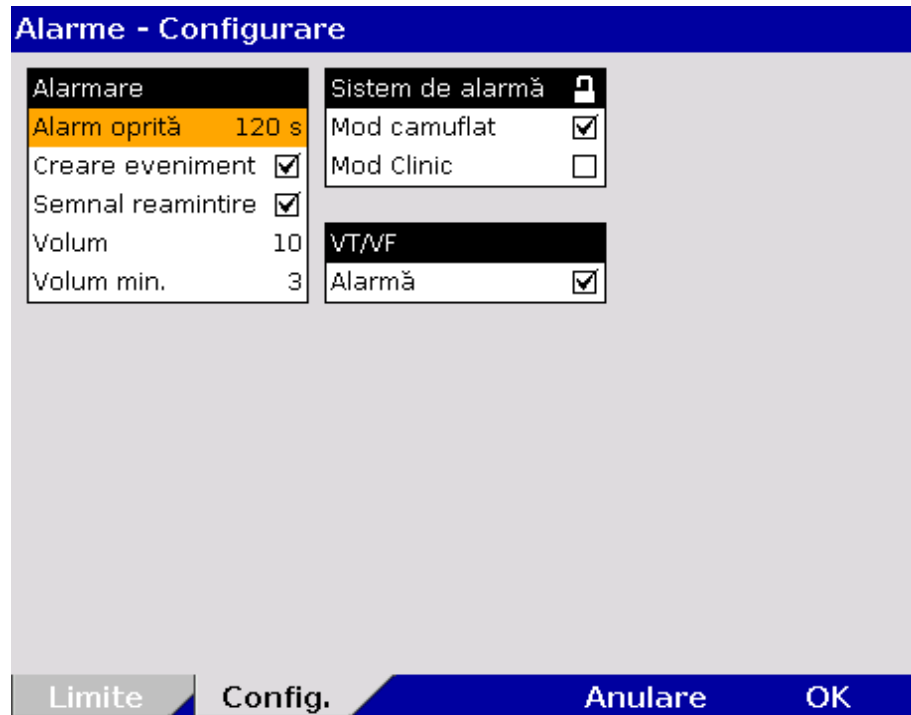 Alarme - Configurare
Alarmare
Alarm oprită 120 s
Creare eveniment
Semnal reamintire
Volum 10
Volum min. 3
Sistem de alarmă
Mod camuflat
Mod Clinic
VT/VF
Alarmă
Limite Config. Anulare OK